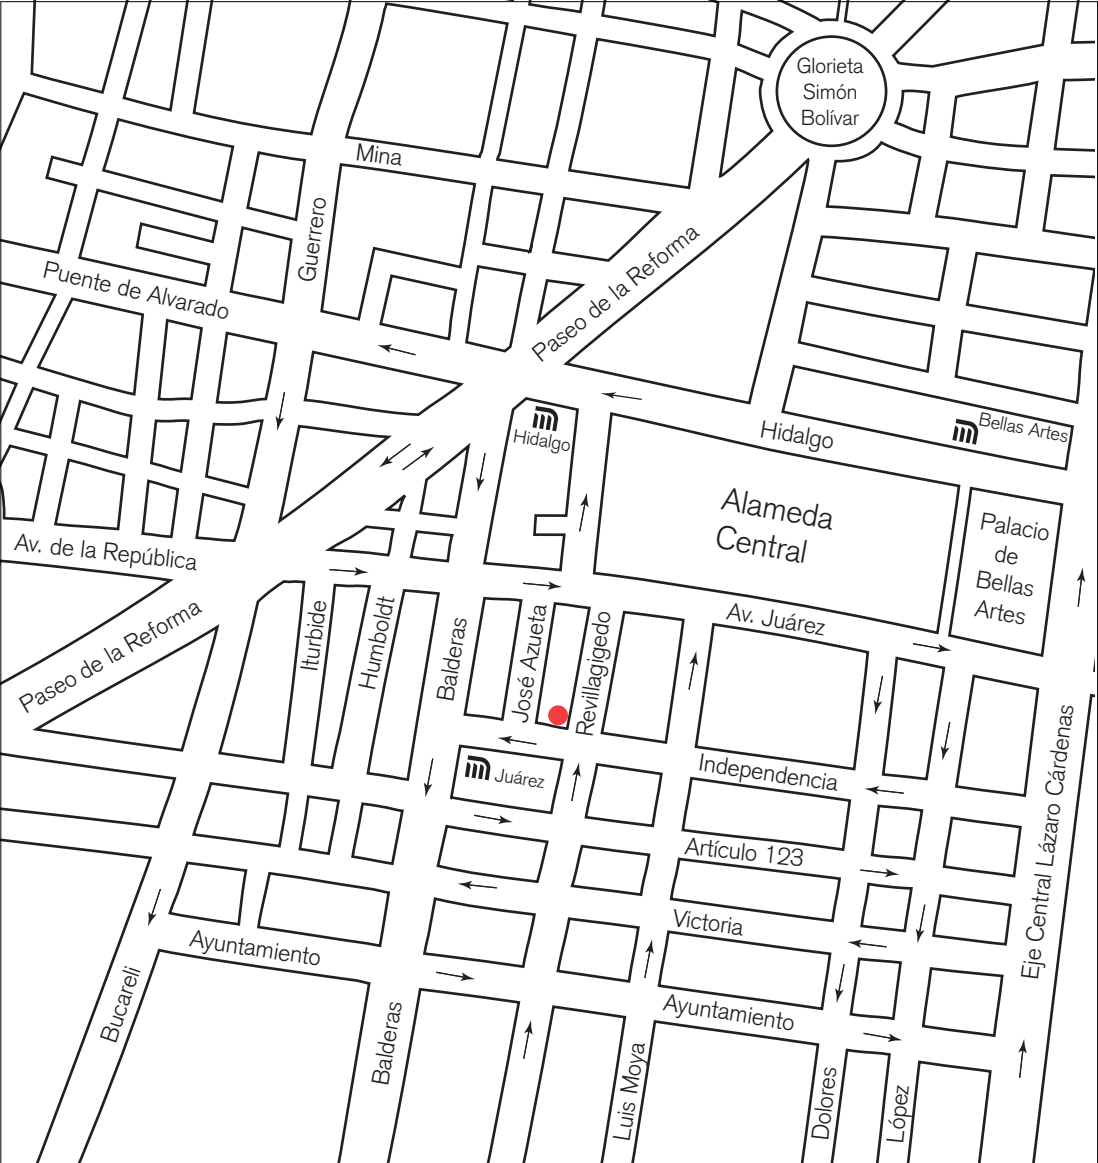 Glorieta
Simón
Bolívar
Mina
Guerrero
Puente de Alvarado
Paseo de la Reforma
Hidalgo
Hidalgo
Bellas Artes
Alameda
Central
Palacio
de
Bellas
Artes
Av. de la República
Paseo de la Reforma
Iturbide
Humboldt
Balderas
José Azueta
Revillagigedo
Av. Juárez
Juárez
Independencia
Artículo 123
Victoria
Ayuntamiento
Ayuntamiento
Bucareli
Balderas
Luis Moya
Dolores
López
Eje Central Lázaro Cárdenas